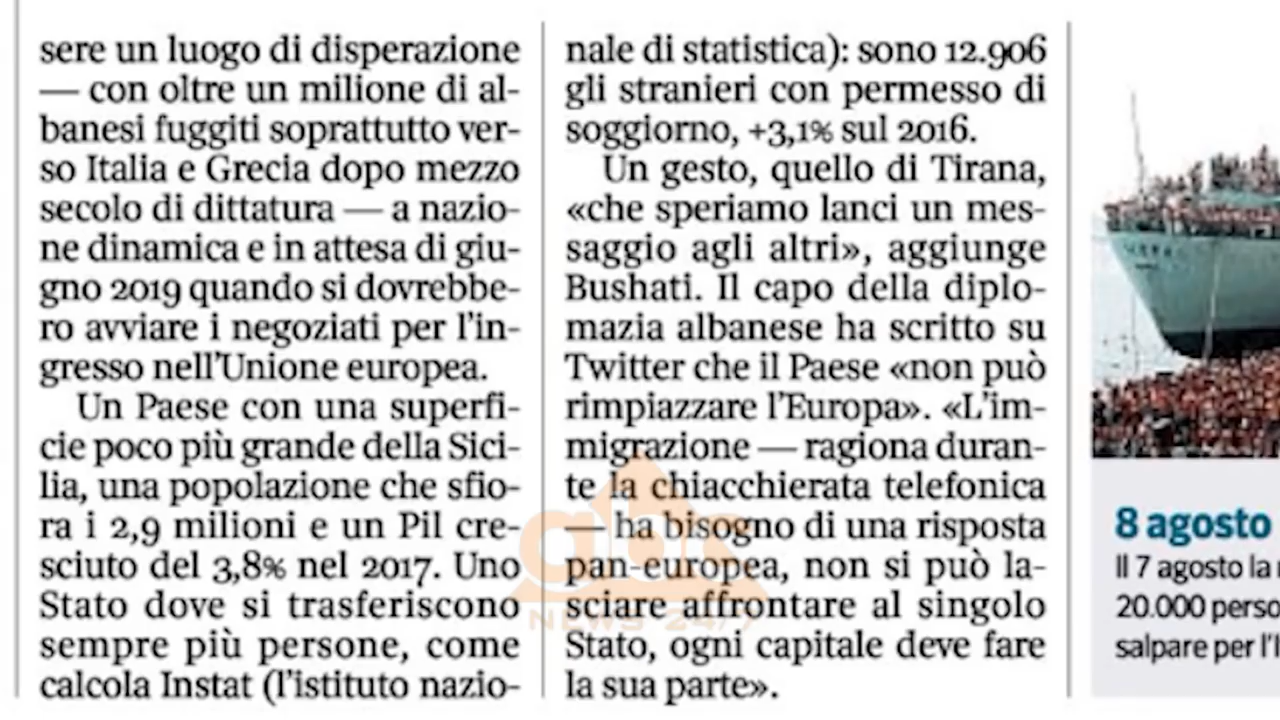 sere un luogo di disperazione
— con oltre un milione di al-
banesi fuggiti soprattutto ver-
so Italia e Grecia dopo mezzo
secolo di dittatura — a nazio-
ne dinamica e in attesa di giu-
gno 2019 quando si dovrebbe-
ro avviare i negoziati per l'in-
gresso nell'Unione europea.
Un Paese con una superfi-
cie poco più grande della Sici-
lia, una popolazione che sfio-
ra i 2,9 milioni e un Pil cre-
sciuto del 3,8% nel 2017. Uno
Stato dove si trasferiscono
sempre più persone, come
calcola Instat (l'istituto nazio-
nale di statistica): sono 12.906
gli stranieri con permesso di
soggiorno, +3,1% sul 2016.
Un gesto, quello di Tirana,
«che speriamo lanci un mes-
saggio agli altri», aggiunge
Bushati. Il capo della diplo-
mazia albanese ha scritto su
Twitter che il Paese «non può
rimpiazzare l'Europa». «L'im-
migrazione — ragiona duran-
te la chiacchierata telefonica
— ha bisogno di una risposta
pan-europea, non si può la-
sciare affrontare al singolo
Stato, ogni capitale deve fare
la sua parte».
8 agosto
Il 7 agosto la
20.000 perso
salpare per l'I
abc
NEWS 24/7